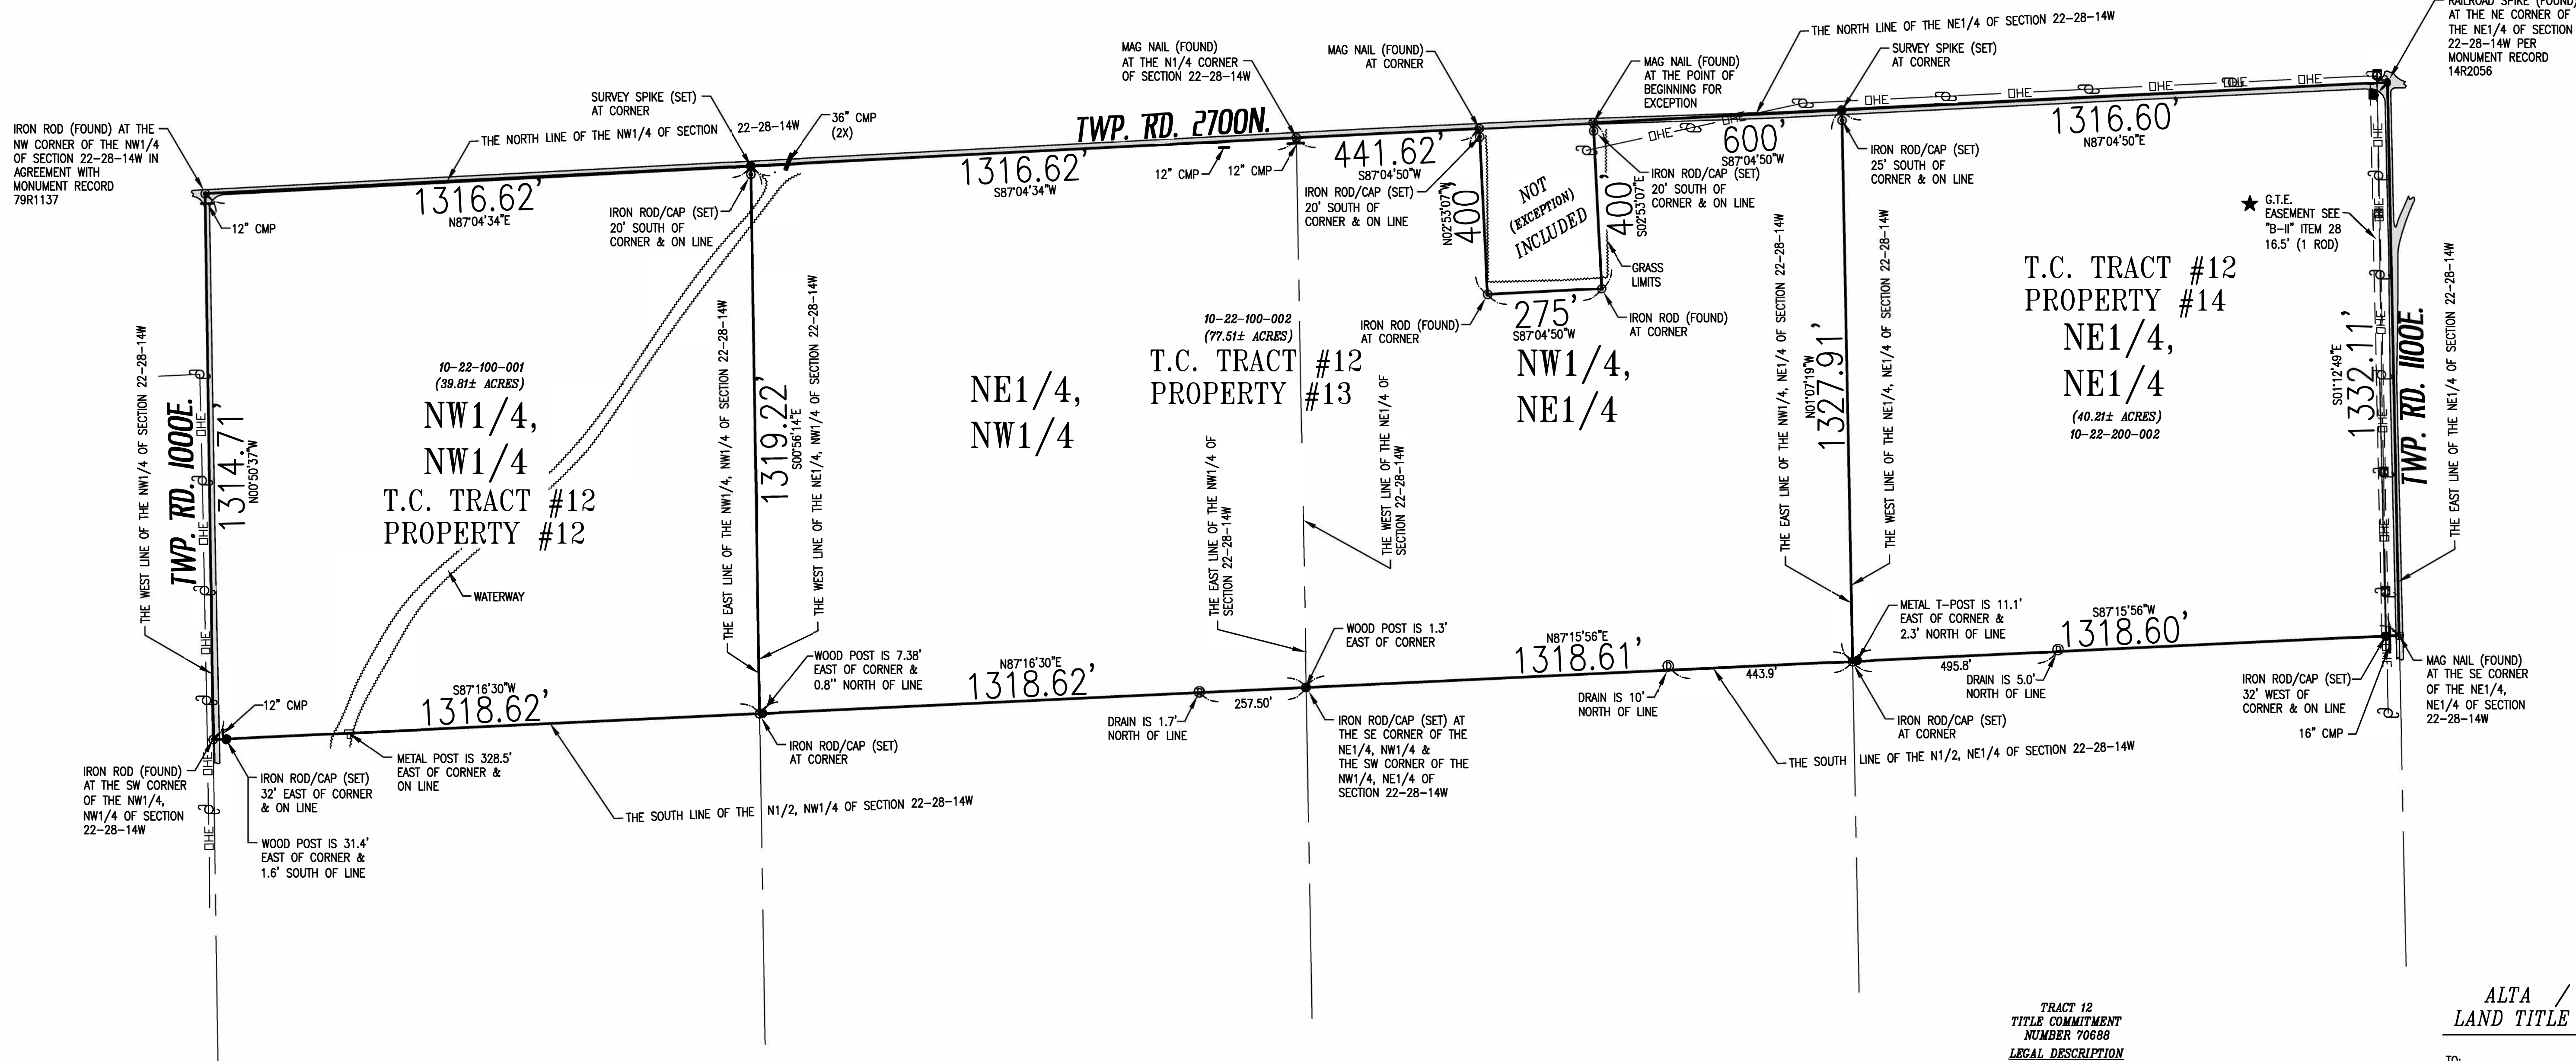 RAILROAD SPIKE (FOUND)
AT THE NE CORNER OF
THE NE1/4 OF SECTION
22-28-14W PER
MONUMENT RECORD
14R2056
THE NORTH LINE OF THE NE1/4 OF SECTION 22-28-14W
SURVEY SPIKE (SET)
AT CORNER
MAG NAIL (FOUND)
AT THE N1/4 CORNER
OF SECTION 22-28-14W
MAG NAIL (FOUND)
AT CORNER
MAG NAIL (FOUND)
AT THE POINT OF
BEGINNING FOR
EXCEPTION
SURVEY SPIKE (SET)
AT CORNER
36" CMP
(2X)
IRON ROD (FOUND) AT THE
NW CORNER OF THE NW1/4
OF SECTION 22-28-14W IN
AGREEMENT WITH
MONUMENT RECORD
79R1137
THE NORTH LINE OF THE NW1/4 OF SECTION 22-28-14W
TWP. RD. 2700N.
1316.62'
N87°04'34"E
1316.62'
S87°04'34"W
12" CMP
12" CMP
441.62'
S87°04'50"W
600'
S87°04'50"W
1316.60'
N87°04'50"E
OHE
OHE
OHE
OHE
OHE
OHE
OHE
OHE
12" CMP
IRON ROD/CAP (SET)
20' SOUTH OF
CORNER & ON LINE
IRON ROD/CAP (SET)
20' SOUTH OF
CORNER & ON LINE
N02°53'07"W
400'
NOT
(EXCEPTION)
INCLUDED
400'
S02°53'07"E
IRON ROD/CAP (SET)
20' SOUTH OF
CORNER & ON LINE
IRON ROD/CAP (SET)
25' SOUTH OF
CORNER & ON LINE
GRASS
LIMITS
275'
S87°04'50"W
IRON ROD (FOUND)
AT CORNER
IRON ROD (FOUND)
AT CORNER
★ G.T.E.
EASEMENT SEE
"B-II" ITEM 28
16.5' (1 ROD)
THE WEST LINE OF THE NW1/4 OF SECTION 22-28-14W
TWP. RD. 1000E.
OHE
OHE
OHE
OHE
OHE
1314.71'
N00°50'37"W
10-22-100-001
(39.81± ACRES)
NW1/4,
NW1/4
T.C. TRACT #12
PROPERTY #12
WATERWAY
THE EAST LINE OF THE NW1/4, NW1/4 OF SECTION 22-28-14W
1319.22'
S00°56'14"E
THE WEST LINE OF THE NE1/4, NW1/4 OF SECTION 22-28-14W
NE1/4,
NW1/4
10-22-100-002
(77.51± ACRES)
T.C. TRACT #12
PROPERTY #13
THE EAST LINE OF THE NW1/4 OF
SECTION 22-28-14W
THE WEST LINE OF THE NE1/4 OF
SECTION 22-28-14W
NW1/4,
NE1/4
THE EAST LINE OF THE NW1/4, NE1/4 OF SECTION 22-28-14W
N01°07'19"W
1327.91'
THE WEST LINE OF THE NE1/4, NE1/4 OF SECTION 22-28-14W
T.C. TRACT #12
PROPERTY #14
NE1/4,
NE1/4
(40.21± ACRES)
10-22-200-002
S01°12'49"E
1332.11'
OHE
OHE
OHE
OHE
OHE
TWP. RD. 1100E.
THE EAST LINE OF THE NE1/4 OF SECTION 22-28-14W
12" CMP
S87°16'30"W
1318.62'
WOOD POST IS 7.38'
EAST OF CORNER &
0.8" NORTH OF LINE
N87°16'30"E
1318.62'
257.50'
DRAIN IS 1.7'
NORTH OF LINE
WOOD POST IS 1.3'
EAST OF CORNER
N87°15'56"E
1318.61'
DRAIN IS 10'
NORTH OF LINE
443.9'
METAL T-POST IS 11.1'
EAST OF CORNER &
2.3' NORTH OF LINE
S87°15'56"W
1318.60'
495.8'
DRAIN IS 5.0'
NORTH OF LINE
IRON ROD/CAP (SET)
32' WEST OF
CORNER & ON LINE
16" CMP
MAG NAIL (FOUND)
AT THE SE CORNER
OF THE NE1/4,
NE1/4 OF SECTION
22-28-14W
IRON ROD (FOUND)
AT THE SW CORNER
OF THE NW1/4,
NW1/4 OF SECTION
22-28-14W
IRON ROD/CAP (SET)
32' EAST OF CORNER
& ON LINE
METAL POST IS 328.5'
EAST OF CORNER &
ON LINE
WOOD POST IS 31.4'
EAST OF CORNER &
1.6' SOUTH OF LINE
THE SOUTH LINE OF THE N1/2, NW1/4 OF SECTION 22-28-14W
IRON ROD/CAP (SET)
AT CORNER
IRON ROD/CAP (SET) AT
THE SE CORNER OF THE
NE1/4, NW1/4 &
THE SW CORNER OF THE
NW1/4, NE1/4 OF
SECTION 22-28-14W
IRON ROD/CAP (SET)
AT CORNER
THE SOUTH LINE OF THE N1/2, NE1/4 OF SECTION 22-28-14W
TRACT 12
TITLE COMMITMENT
NUMBER 70688
LEGAL DESCRIPTION
ALTA /
LAND TITLE
TO: